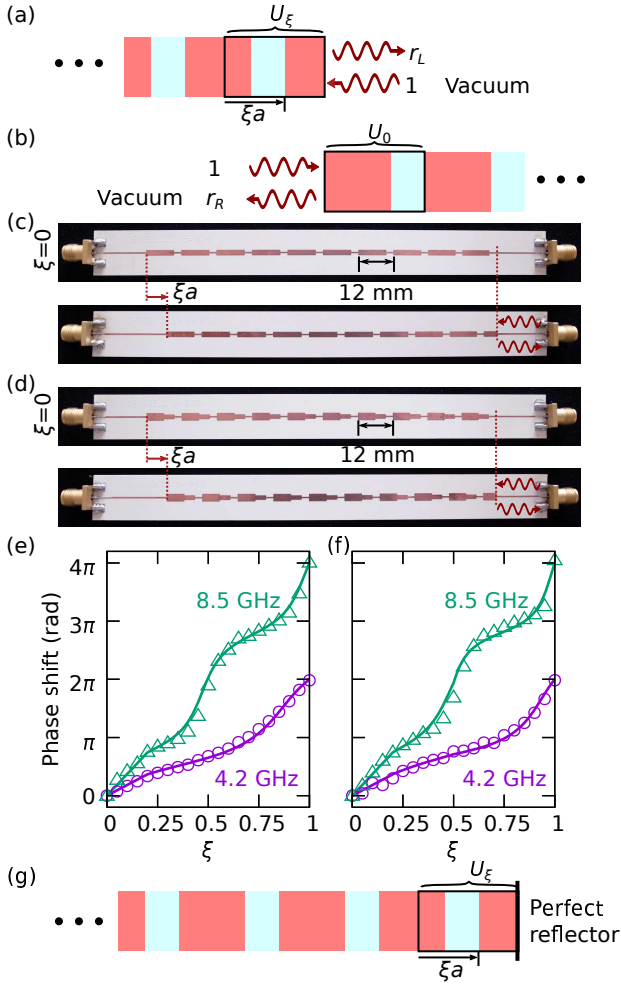 (a)
U_ξ
r_L
1
Vacuum
ξa
(b)
U_0
1
Vacuum
r_R
(c)
ξ=0
ξa
12 mm
(d)
ξ=0
ξa
12 mm
(e)
4π
3π
2π
π
0
Phase shift (rad)
8.5 GHz
4.2 GHz
0 0.25 0.5 0.75 1
ξ
(f)
8.5 GHz
4.2 GHz
0 0.25 0.5 0.75 1
ξ
(g)
U_ξ
Perfect
reflector
ξa